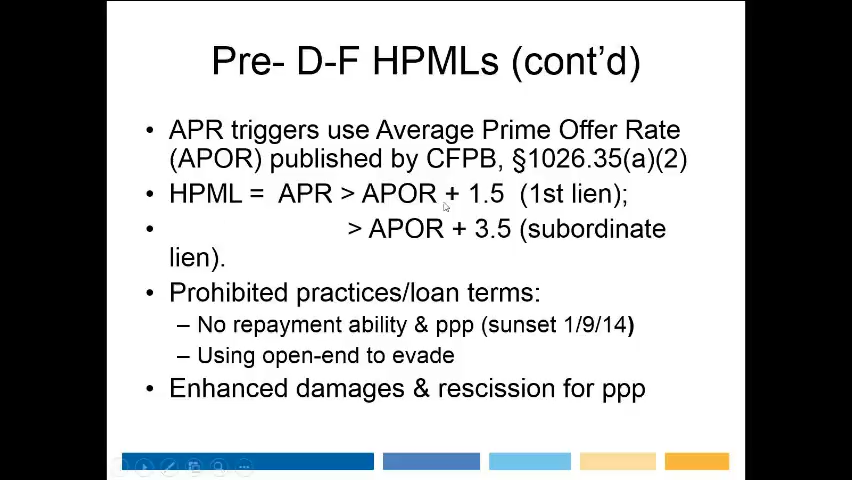 Pre- D-F HPMLs (cont’d)
• APR triggers use Average Prime Offer Rate
(APOR) published by CFPB, §1026.35(a)(2)
• HPML = APR > APOR + 1.5 (1st lien);
• > APOR + 3.5 (subordinate
lien).
• Prohibited practices/loan terms:
– No repayment ability & ppp (sunset 1/9/14)
– Using open-end to evade
• Enhanced damages & rescission for ppp